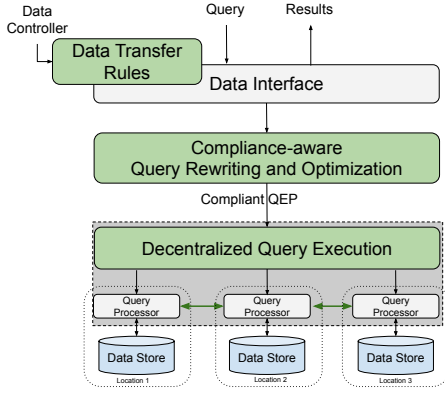 Data
Controller
Query
Results
Data Transfer
Rules
Data Interface
Compliance-aware
Query Rewriting and Optimization
Compliant QEP
Decentralized Query Execution
Query
Processor
Query
Processor
Query
Processor
Data Store
Data Store
Data Store
Location 1
Location 2
Location 3